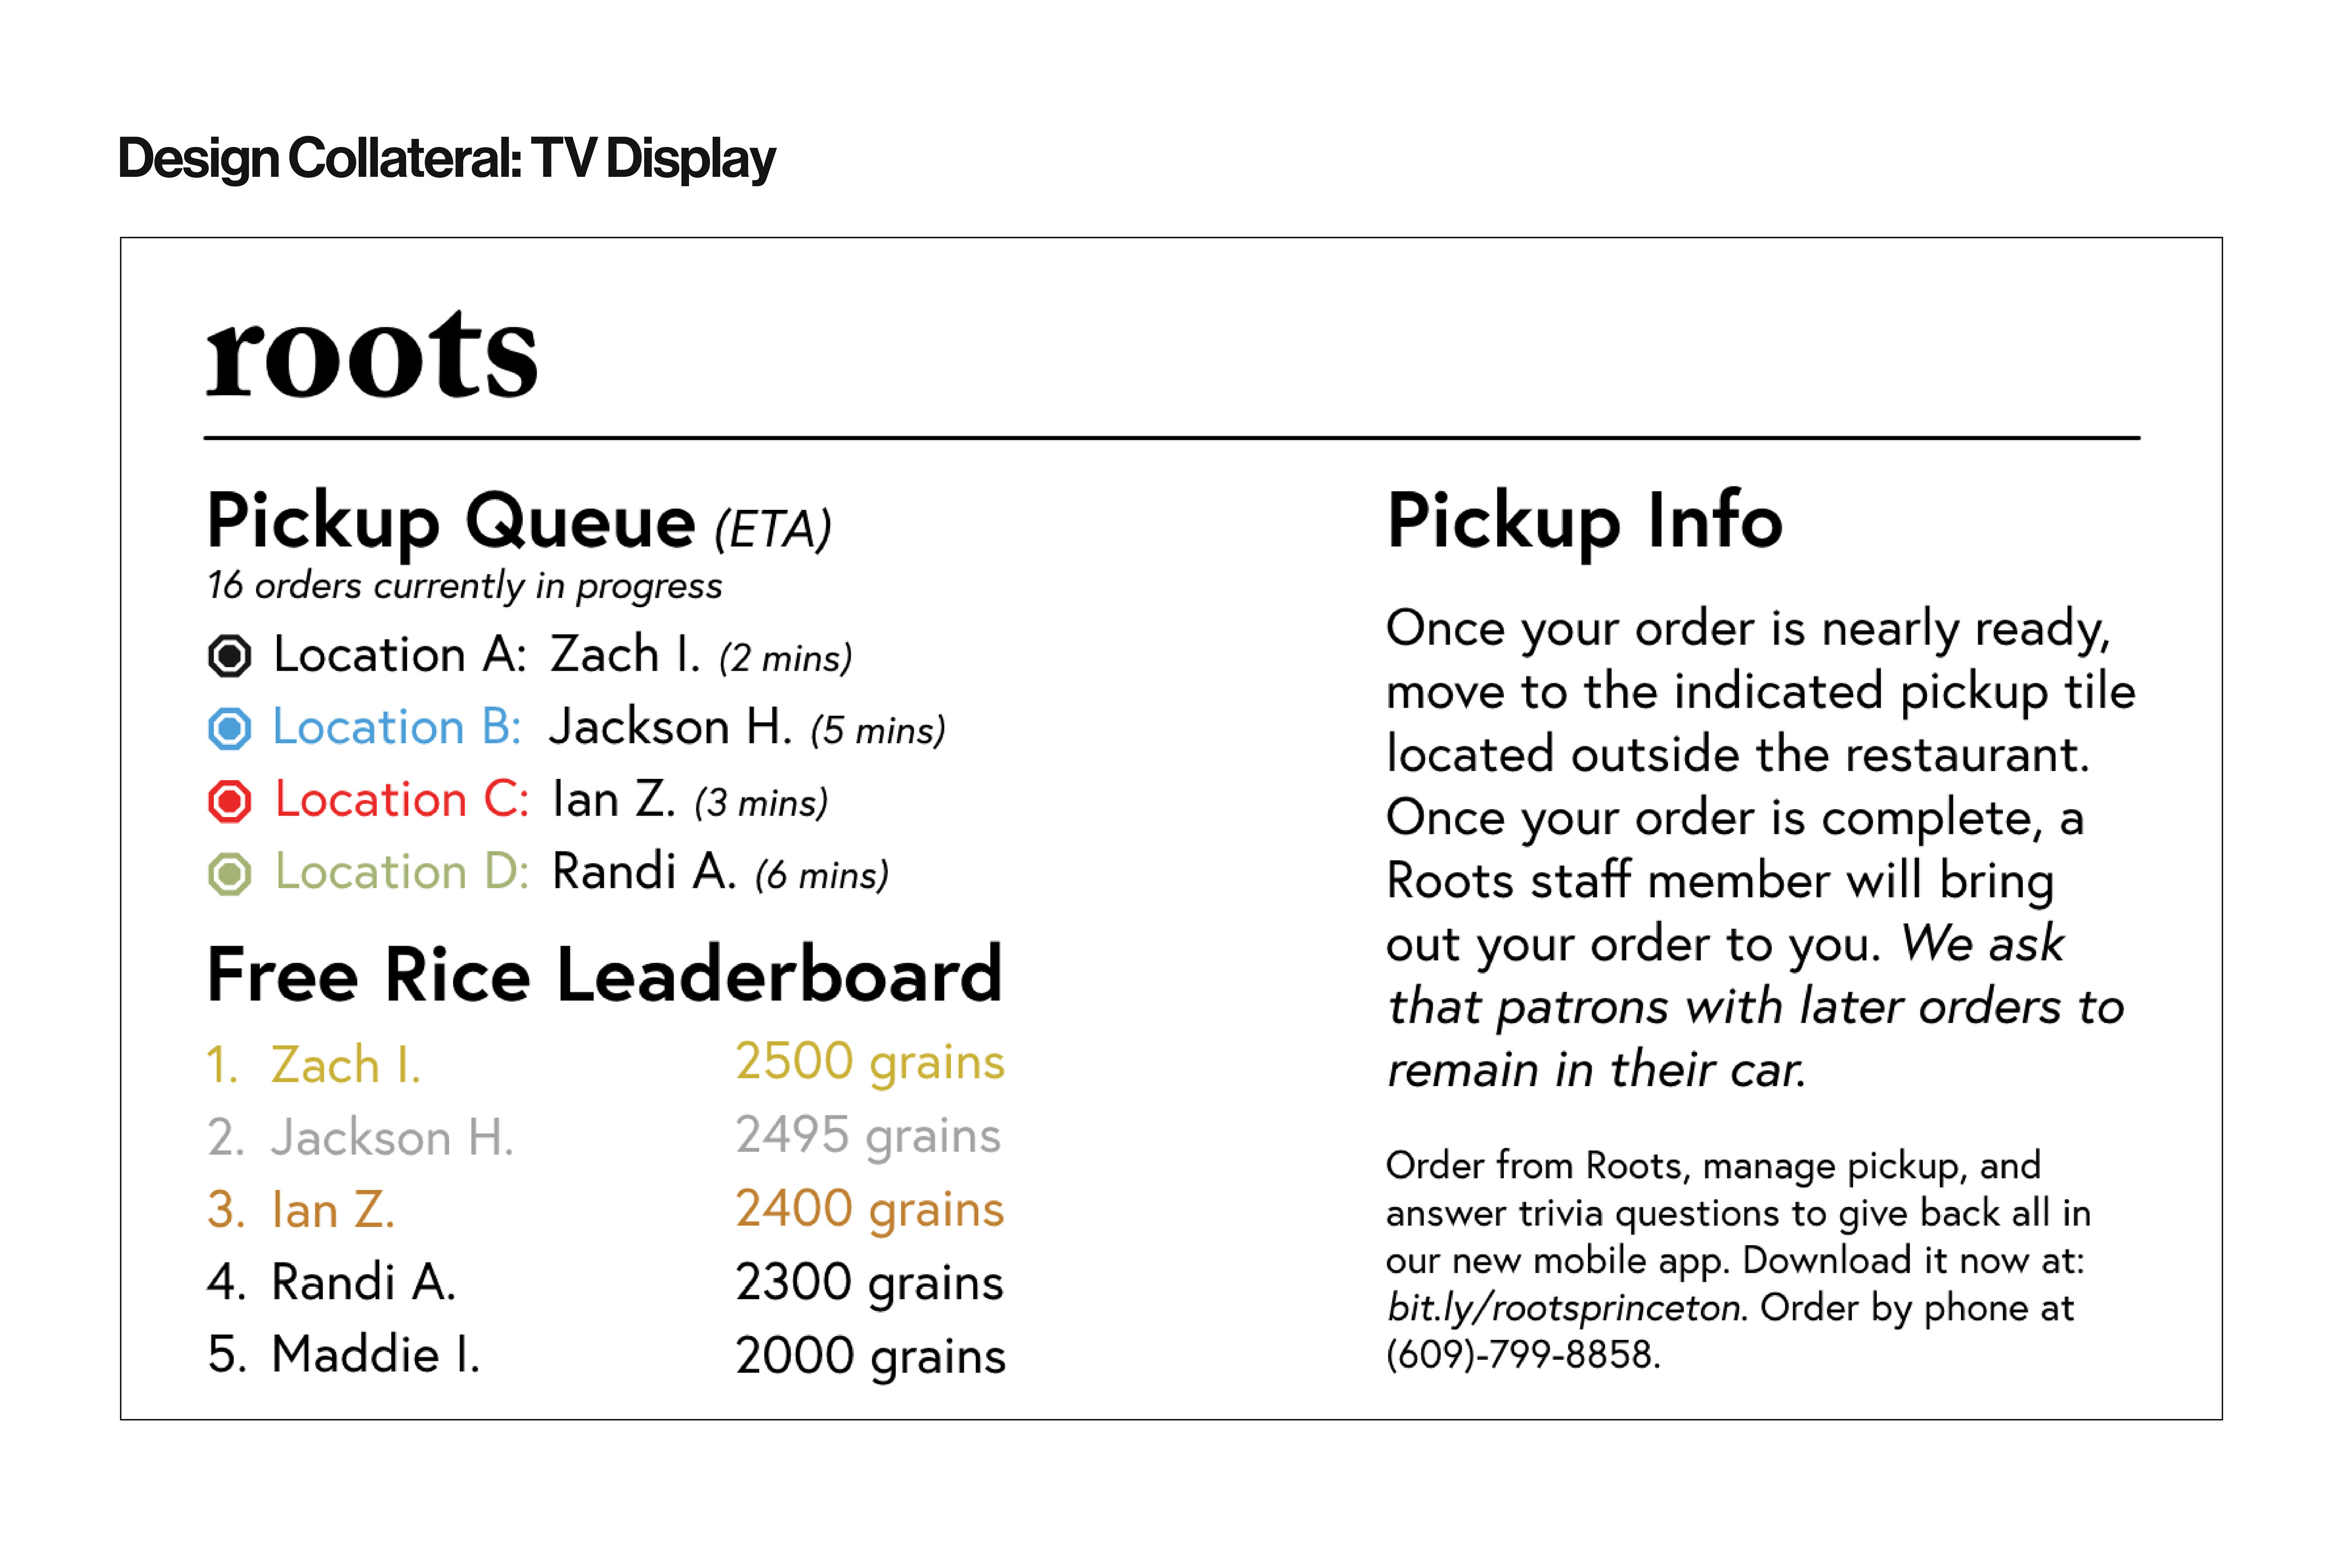 Design Collateral: TV Display
roots
Pickup Queue (ETA)
16 orders currently in progress
Location A: Zach I. (2 mins)
Location B: Jackson H. (5 mins)
Location C: Ian Z. (3 mins)
Location D: Randi A. (6 mins)
Free Rice Leaderboard
1. Zach I. 2500 grains
2. Jackson H. 2495 grains
3. Ian Z. 2400 grains
4. Randi A. 2300 grains
5. Maddie I. 2000 grains
Pickup Info
Once your order is nearly ready,
move to the indicated pickup tile
located outside the restaurant.
Once your order is complete, a
Roots staff member will bring
out your order to you. We ask
that patrons with later orders to
remain in their car.
Order from Roots, manage pickup, and
answer trivia questions to give back all in
our new mobile app. Download it now at:
bit.ly/rootsprinceton. Order by phone at
(609)-799-8858.